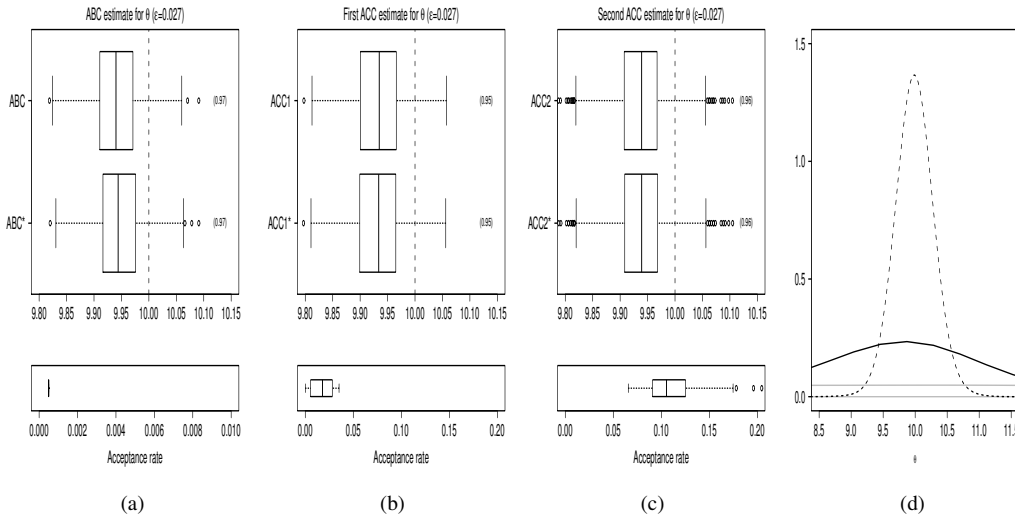 ABC estimate for θ (ε=0.027)
ABC
(0.97)
ABC*
(0.97)
9.80 9.85 9.90 9.95 10.00 10.05 10.15
0.000 0.002 0.004 0.006 0.008 0.010
Acceptance rate
(a)
First ACC estimate for θ (ε=0.027)
ACC1
(0.95)
ACC1*
(0.95)
9.80 9.85 9.90 9.95 10.00 10.05 10.15
0.00 0.05 0.10 0.15 0.20
Acceptance rate
(b)
Second ACC estimate for θ (ε=0.027)
ACC2
(0.96)
ACC2*
(0.96)
9.80 9.85 9.90 9.95 10.00 10.05 10.15
0.00 0.05 0.10 0.15 0.20
Acceptance rate
(c)
1.5
1.0
0.5
0.0
8.5 9.0 9.5 10.0 10.5 11.0 11.5
θ
(d)